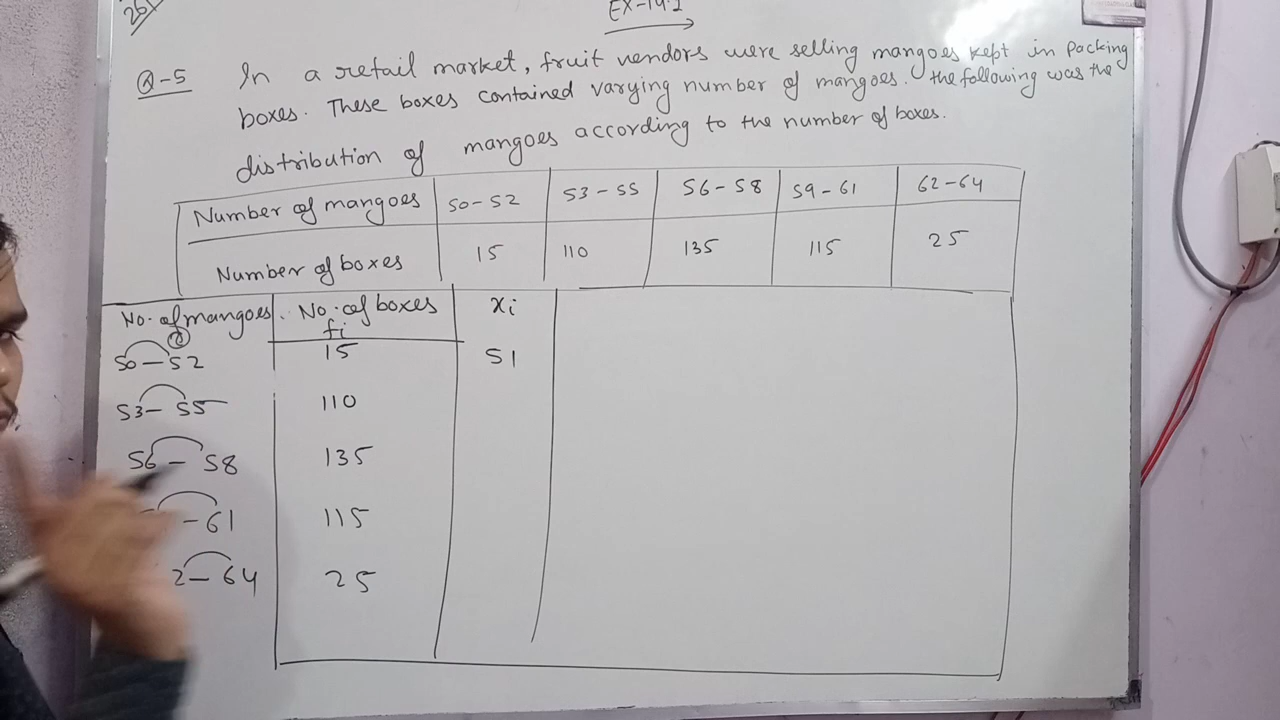 Ex-14.1
Q-5 In a retail market, fruit vendors were selling mangoes kept in packing
boxes. These boxes contained varying number of mangoes. the following was the
distribution of mangoes according to the number of boxes.
Number of mangoes 50-52 53-55 56-58 59-61 62-64
Number of boxes 15 110 135 115 25
No. of mangoes No. of boxes xi
fi
50-52 15 51
53-55 110
56-58 135
-61 115
2-64 25